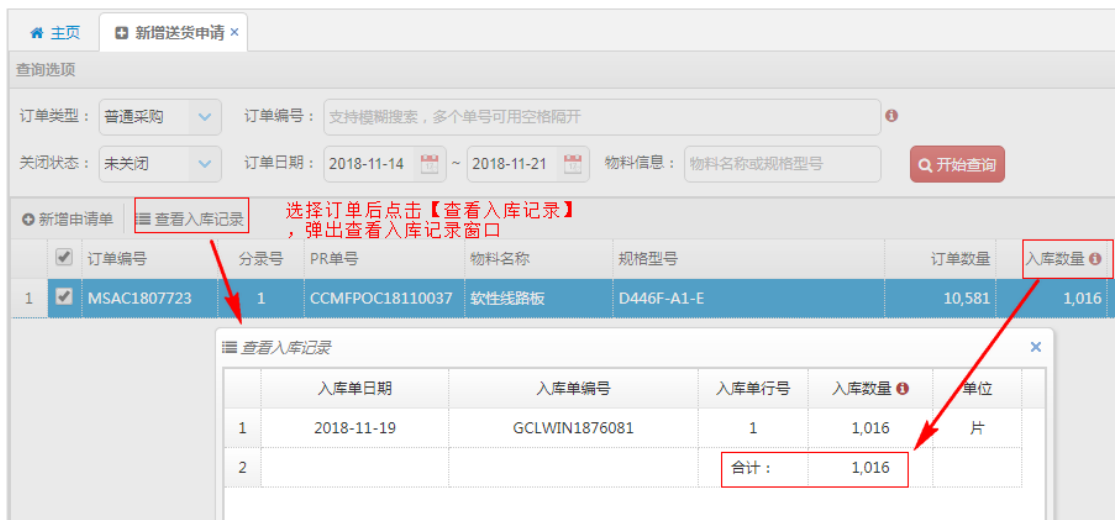 主页 新增送货申请 ×
查询选项
订单类型： 普通采购 订单编号： 支持模糊搜索，多个单号可用空格隔开
关闭状态： 未关闭 订单日期： 2018-11-14 ~ 2018-11-21 物料信息： 物料名称或规格型号 开始查询
新增申请单 查看入库记录
选择订单后点击【查看入库记录】
，弹出查看入库记录窗口
订单编号 分录号 PR单号 物料名称 规格型号 订单数量 入库数量
1 MSAC1807723 1 CCMFPOC18110037 软性线路板 D446F-A1-E 10,581 1,016
查看入库记录 ×
入库单日期 入库单编号 入库单行号 入库数量 单位
1 2018-11-19 GCLWIN1876081 1 1,016 片
2 合计： 1,016